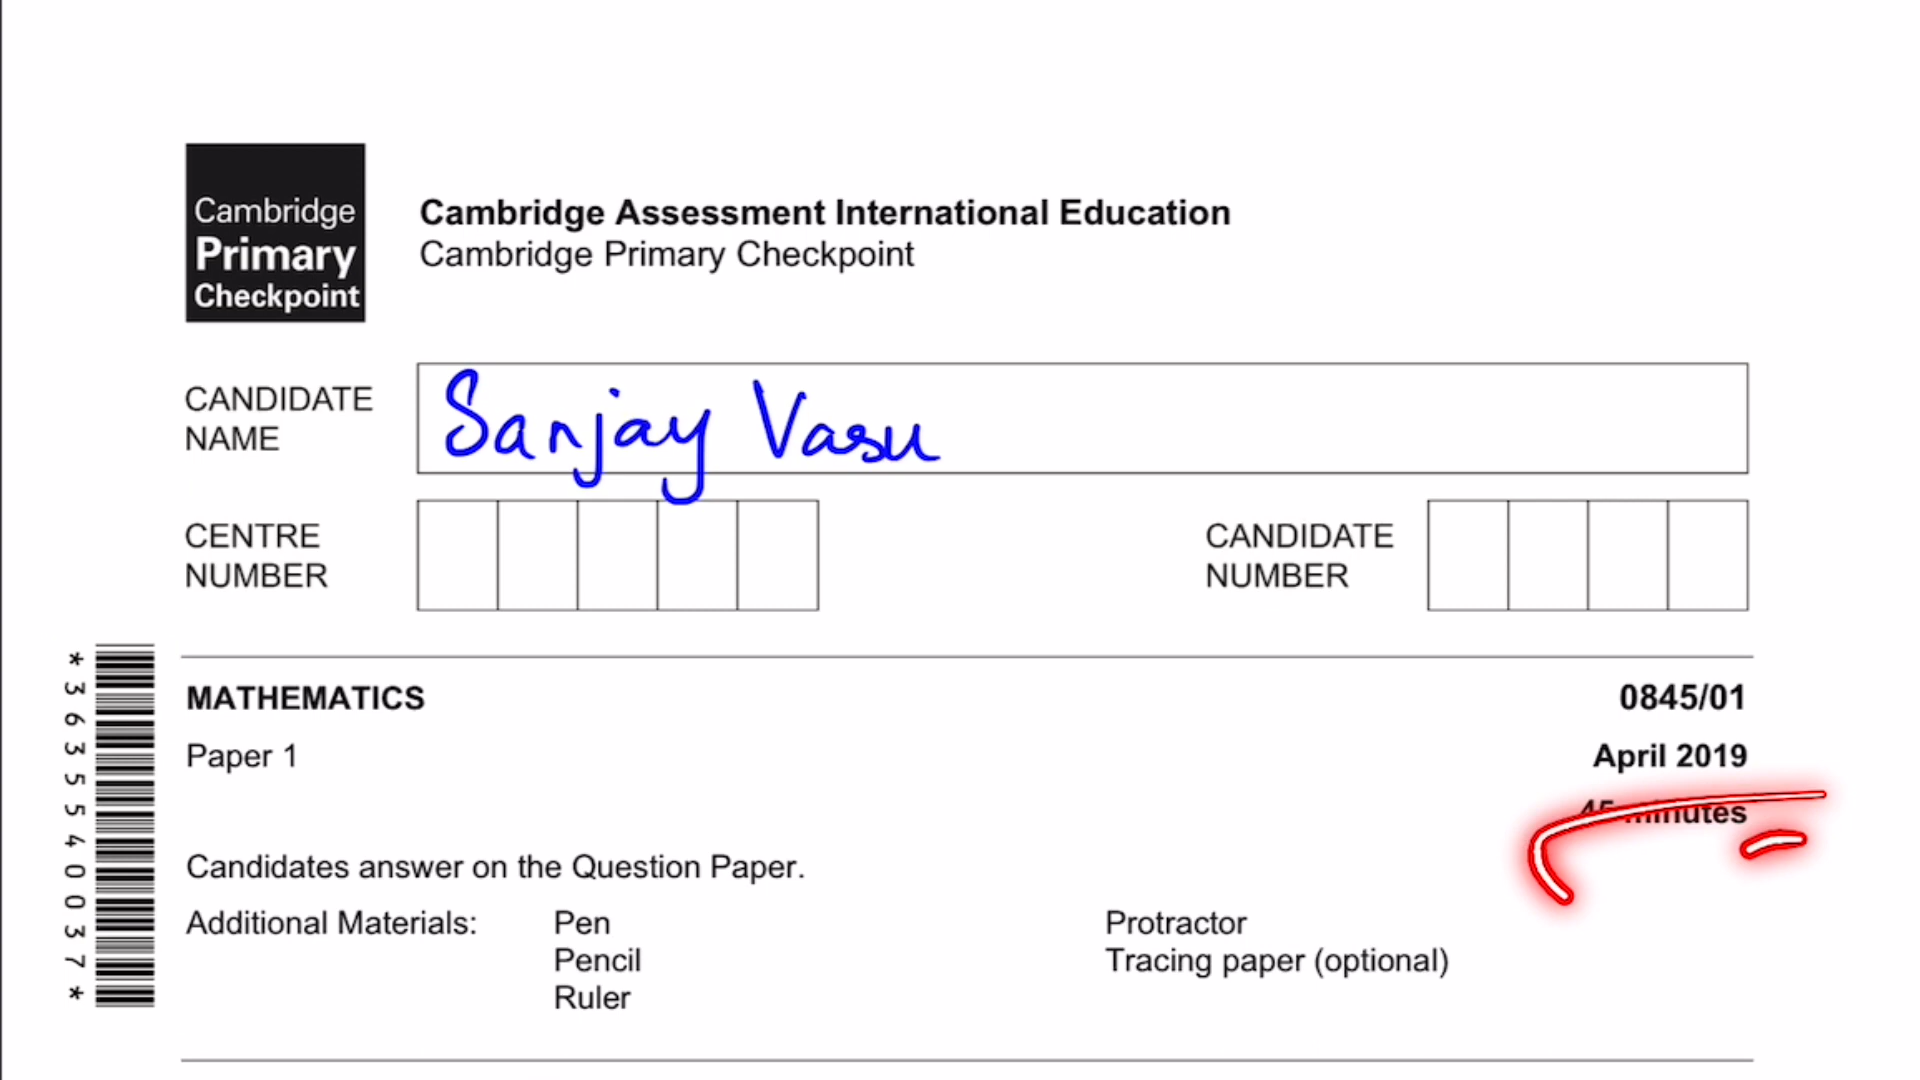 Cambridge
Primary
Checkpoint
Cambridge Assessment International Education
Cambridge Primary Checkpoint
CANDIDATE
NAME
Sanjay Vasu
CENTRE
NUMBER
CANDIDATE
NUMBER
*3635540037*
MATHEMATICS 0845/01
Paper 1 April 2019
45 minutes
Candidates answer on the Question Paper.
Additional Materials: Pen Protractor
Pencil Tracing paper (optional)
Ruler